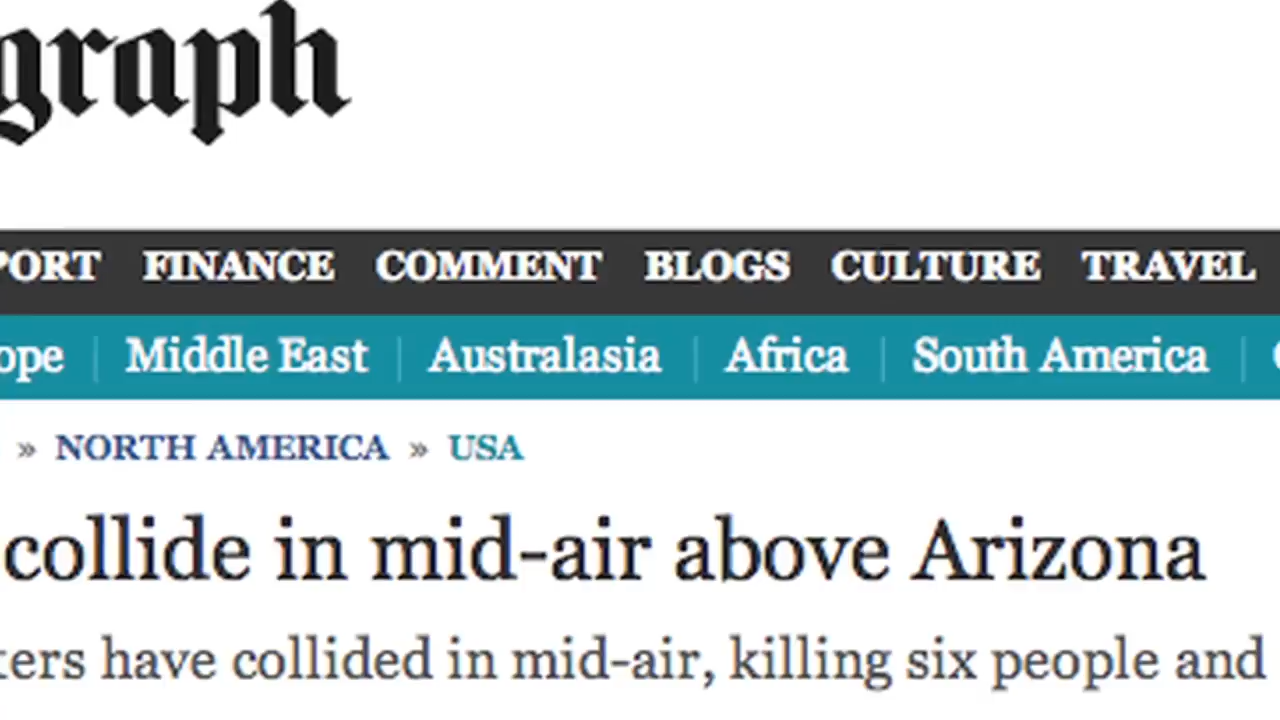 graph
PORT FINANCE COMMENT BLOGS CULTURE TRAVEL
ope Middle East Australasia Africa South America
» NORTH AMERICA » USA
collide in mid-air above Arizona
ters have collided in mid-air, killing six people and